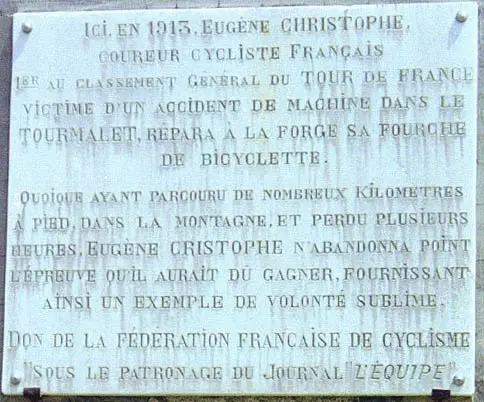 ICI, EN 1913, EUGÈNE CHRISTOPHE,
COUREUR CYCLISTE FRANÇAIS
1ER AU CLASSEMENT GÉNÉRAL DU TOUR DE FRANCE
VICTIME D'UN ACCIDENT DE MACHINE DANS LE
TOURMALET, RÉPARA À LA FORGE SA FOURCHE
DE BICYCLETTE.
QUOIQUE AYANT PARCOURU DE NOMBREUX KILOMETRES
À PIED, DANS LA MONTAGNE, ET PERDU PLUSIEURS
HEURES, EUGÈNE CRISTOPHE N'ABANDONNA POINT
L'ÉPREUVE QU'IL AURAIT DÛ GAGNER, FOURNISSANT
AINSI UN EXEMPLE DE VOLONTÉ SUBLIME.
DON DE LA FÉDÉRATION FRANÇAISE DE CYCLISME
"SOUS LE PATRONAGE DU JOURNAL "L'ÉQUIPE"